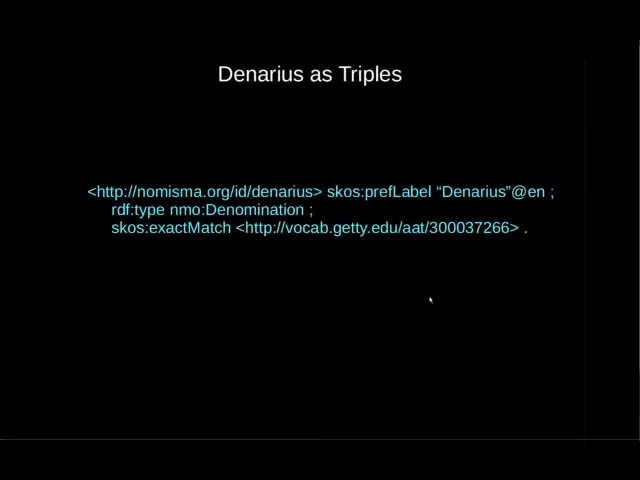 Denarius as Triples
<http://nomisma.org/id/denarius> skos:prefLabel “Denarius”@en ;
rdf:type nmo:Denomination ;
skos:exactMatch <http://vocab.getty.edu/aat/300037266> .